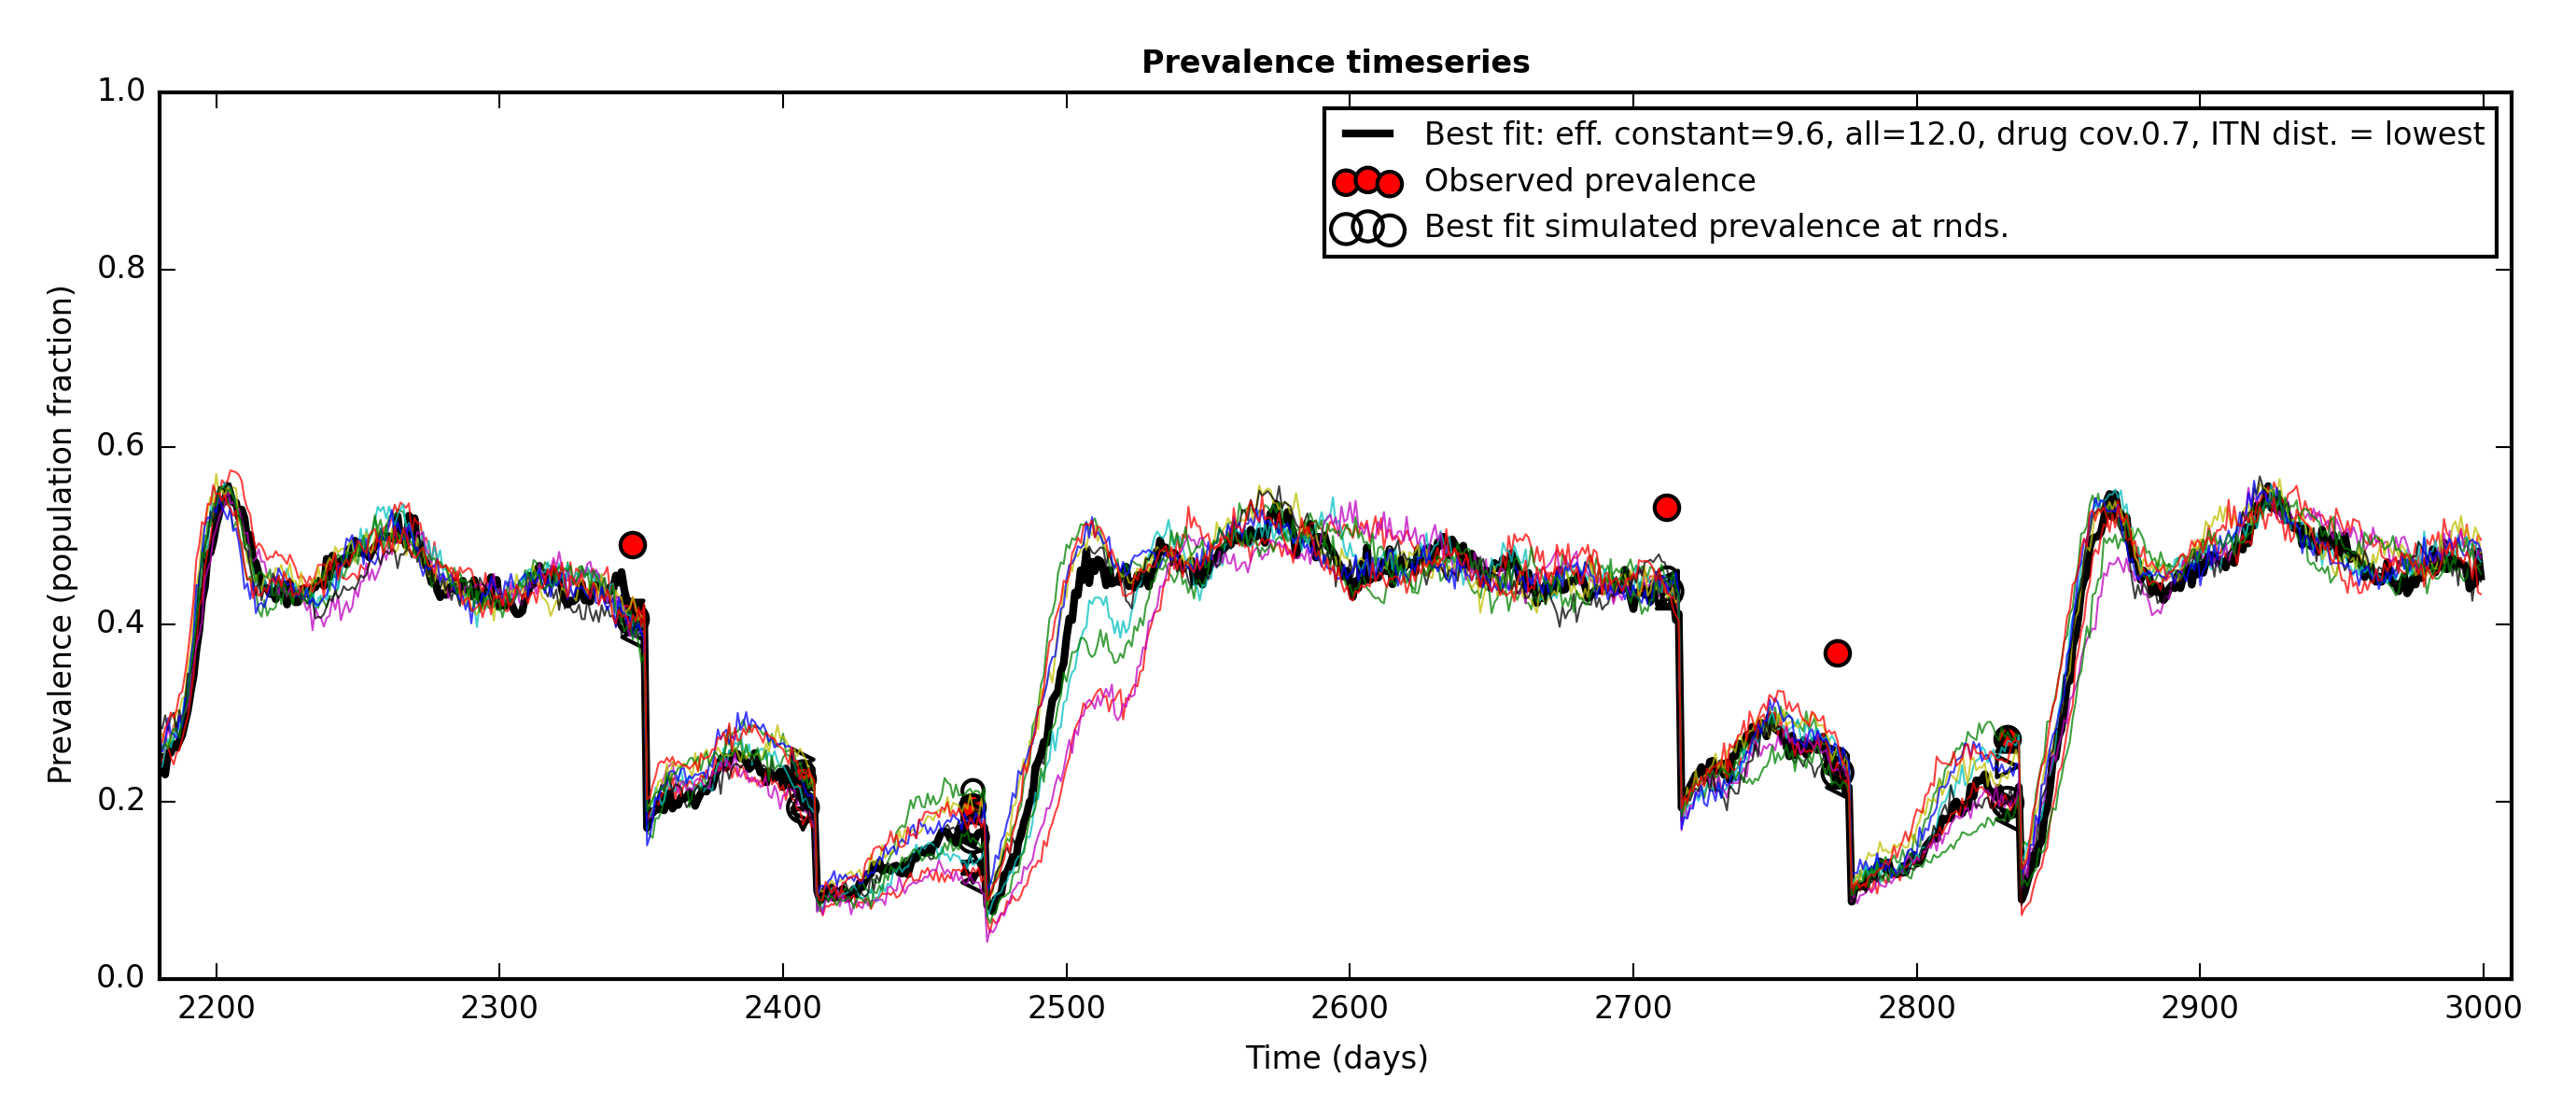 Prevalence timeseries
Best fit: eff. constant=9.6, all=12.0, drug cov.0.7, ITN dist. = lowest
Observed prevalence
Best fit simulated prevalence at rnds.
Prevalence (population fraction)
1.0
0.8
0.6
0.4
0.2
0.0
2200 2300 2400 2500 2600 2700 2800 2900 3000
Time (days)